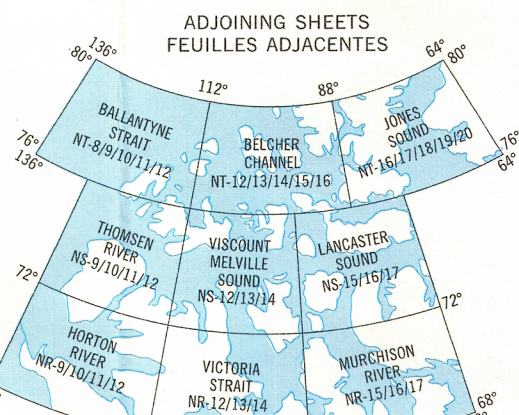 ADJOINING SHEETS
FEUILLES ADJACENTES
136°
80°
112°
88°
64°
80°
BALLANTYNE
STRAIT
NT-8/9/10/11/12
BELCHER
CHANNEL
NT-12/13/14/15/16
JONES
SOUND
NT-16/17/18/19/20
76°
136°
76°
64°
THOMSEN
RIVER
NS-9/10/11/12
VISCOUNT
MELVILLE
SOUND
NS-12/13/14
LANCASTER
SOUND
NS-15/16/17
72°
72°
HORTON
RIVER
NR-9/10/11/12
VICTORIA
STRAIT
NR-12/13/14
MURCHISON
RIVER
NR-15/16/17
68°